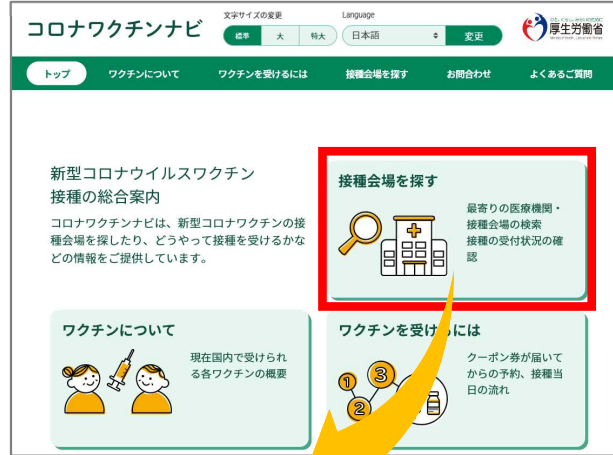 コロナワクチンナビ
文字サイズの変更
標準 大 特大
Language
日本語
変更
厚生労働省
トップ ワクチンについて ワクチンを受けるには 接種会場を探す お問合わせ よくあるご質問
新型コロナウイルスワクチン
接種の総合案内
コロナワクチンナビは、新型コロナワクチンの接
種会場を探したり、どうやって接種を受けるかな
どの情報をご提供しています。
接種会場を探す
最寄りの医療機関・
接種会場の検索
接種の受付状況の確
認
ワクチンについて
現在国内で受けられ
る各ワクチンの概要
ワクチンを受けるには
クーポン券が届いて
からの予約、接種当
日の流れ
1
2
3